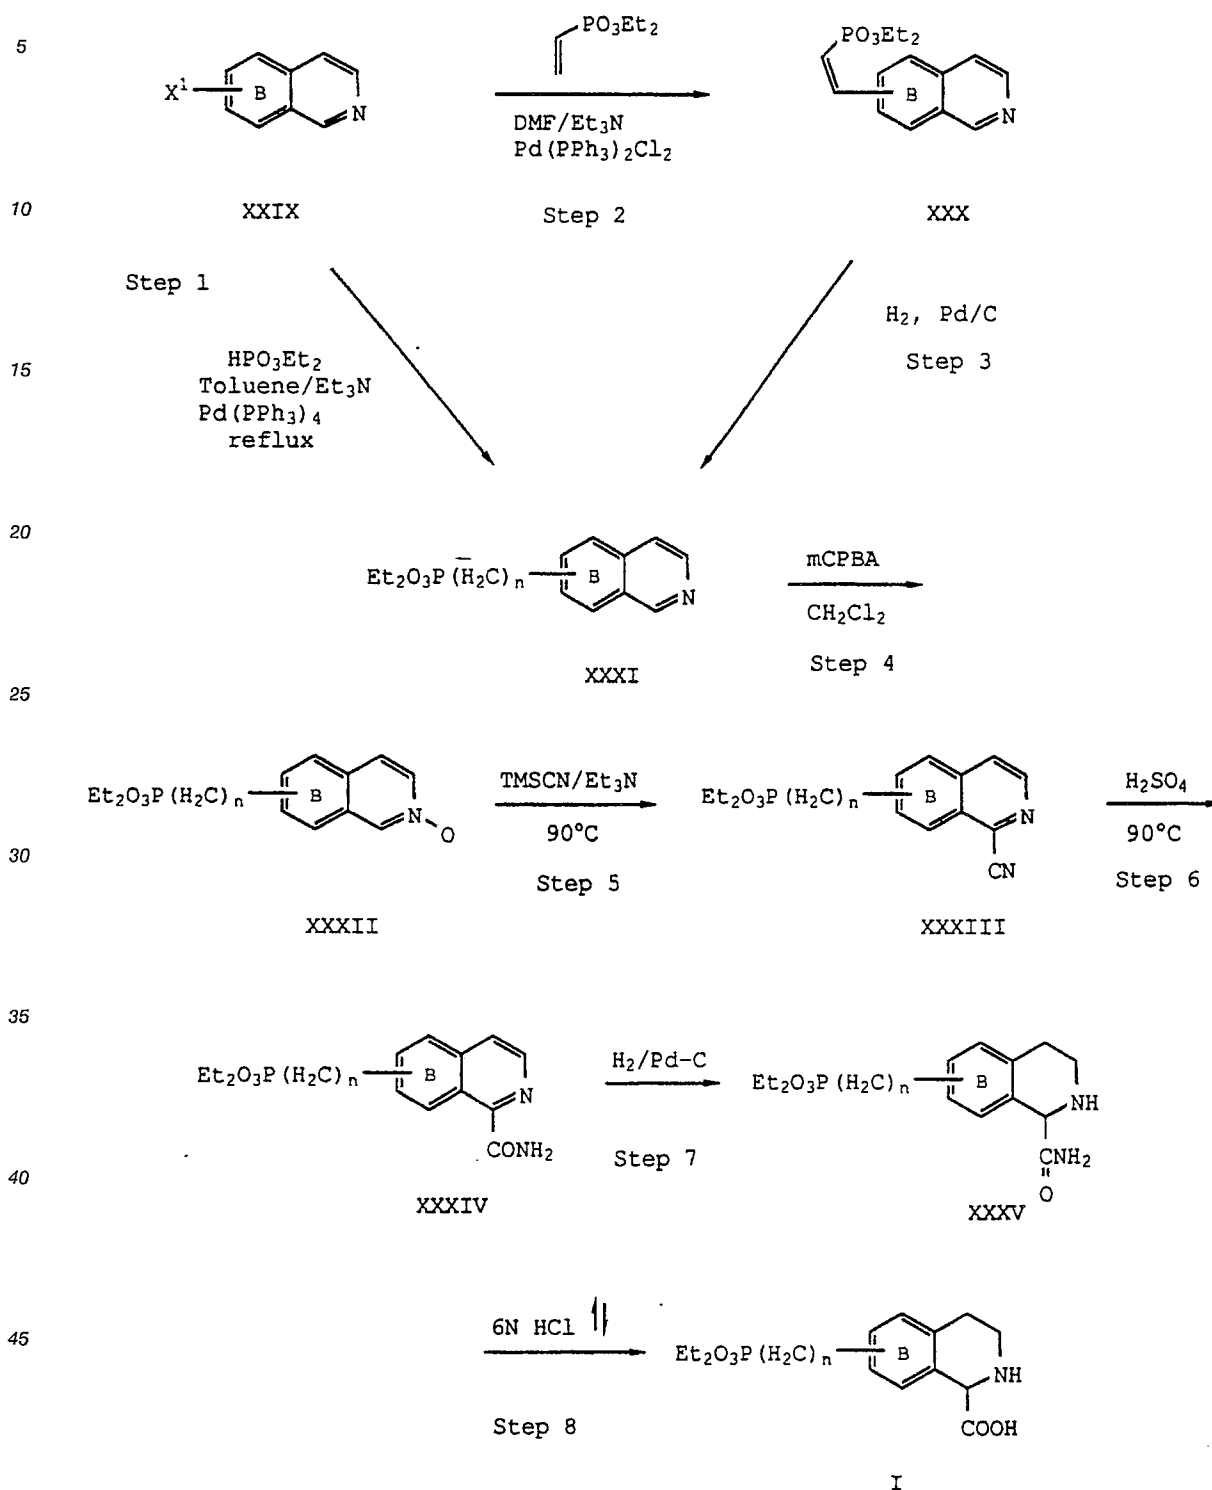 5
PO₃Et₂
X¹
B
N
DMF/Et₃N
Pd(PPh₃)₂Cl₂
PO₃Et₂
B
N
10
XXIX
Step 2
XXX
Step 1
HPO₃Et₂
Toluene/Et₃N
Pd(PPh₃)₄
reflux
H₂, Pd/C
Step 3
15
20
Et₂O₃P(H₂C)ₙ
B
N
mCPBA
CH₂Cl₂
Step 4
XXXI
25
Et₂O₃P(H₂C)ₙ
B
N
O
TMSCN/Et₃N
90°C
Step 5
Et₂O₃P(H₂C)ₙ
B
N
CN
H₂SO₄
90°C
Step 6
30
XXXII
XXXIII
35
Et₂O₃P(H₂C)ₙ
B
N
CONH₂
H₂/Pd-C
Step 7
Et₂O₃P(H₂C)ₙ
B
NH
CNH₂
O
40
XXXIV
XXXV
45
6N HCl
Step 8
Et₂O₃P(H₂C)ₙ
B
NH
COOH
I